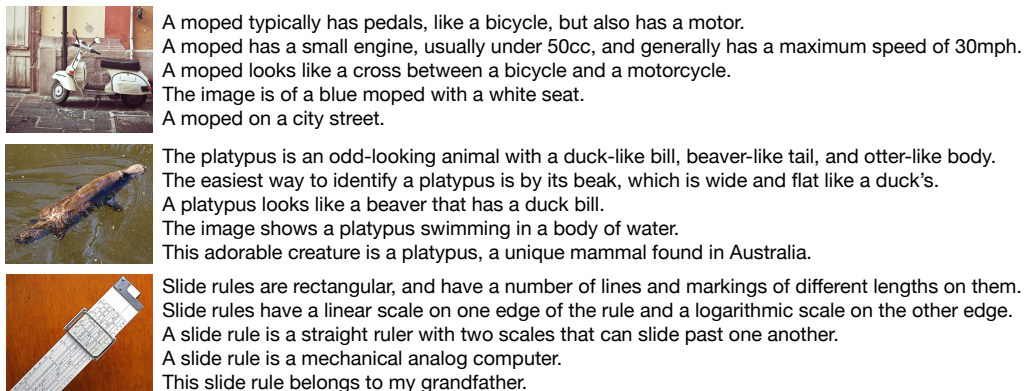 A moped typically has pedals, like a bicycle, but also has a motor.
A moped has a small engine, usually under 50cc, and generally has a maximum speed of 30mph.
A moped looks like a cross between a bicycle and a motorcycle.
The image is of a blue moped with a white seat.
A moped on a city street.
The platypus is an odd-looking animal with a duck-like bill, beaver-like tail, and otter-like body.
The easiest way to identify a platypus is by its beak, which is wide and flat like a duck's.
A platypus looks like a beaver that has a duck bill.
The image shows a platypus swimming in a body of water.
This adorable creature is a platypus, a unique mammal found in Australia.
Slide rules are rectangular, and have a number of lines and markings of different lengths on them.
Slide rules have a linear scale on one edge of the rule and a logarithmic scale on the other edge.
A slide rule is a straight ruler with two scales that can slide past one another.
A slide rule is a mechanical analog computer.
This slide rule belongs to my grandfather.